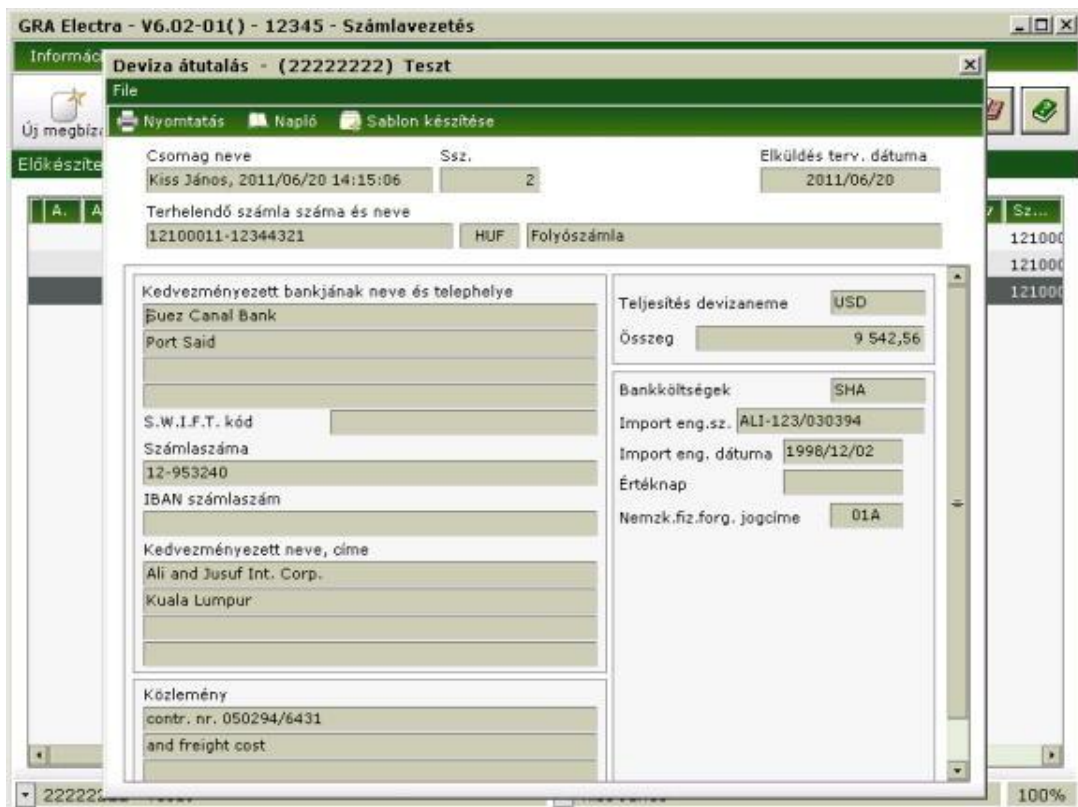 GRA Electra - V6.02-01() - 12345 - Számlavezetés
Deviza átutalás - (22222222) Teszt
File
Nyomtatás Napló Sablon készítése
Új
Csomag neve Ssz. Elküldés terv. dátuma
Kiss János, 2011/06/20 14:15:06 2 2011/06/20
A. A Sz...
Terhelendő számla száma és neve
12100011-12344321 HUF Folyószámla
Kedvezményezett bankjának neve és telephelye
Suez Canal Bank
Port Said
S.W.I.F.T. kód
Számlaszáma
12-953240
IBAN számlaszám
Kedvezményezett neve, címe
Ali and Jusuf Int. Corp.
Kuala Lumpur
Közlemény
contr. nr. 050294/6431
and freight cost
Teljesítés devizaneme USD
Összeg 9 542,56
Bankköltségek SHA
Import eng.sz. ALI-123/030394
Import eng. dátuma 1998/12/02
Értéknap
Nemzk.fiz.forg. jogcíme 01A
100%